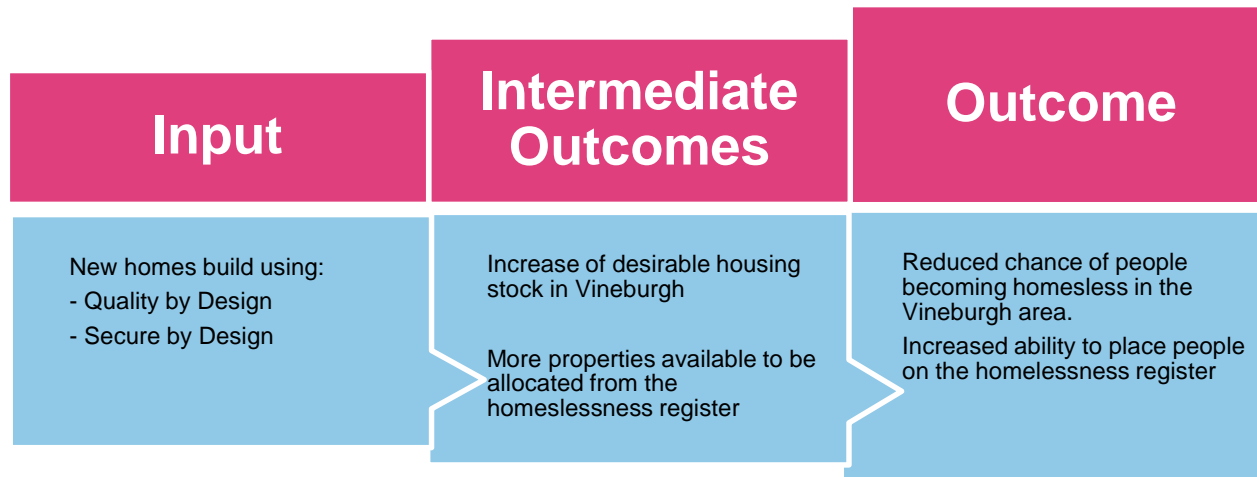 Input
New homes build using:
- Quality by Design
- Secure by Design
Intermediate
Outcomes
Increase of desirable housing
stock in Vineburgh
More properties available to be
allocated from the
homeslessness register
Outcome
Reduced chance of people
becoming homesless in the
Vineburgh area.
Increased ability to place people
on the homelessness register